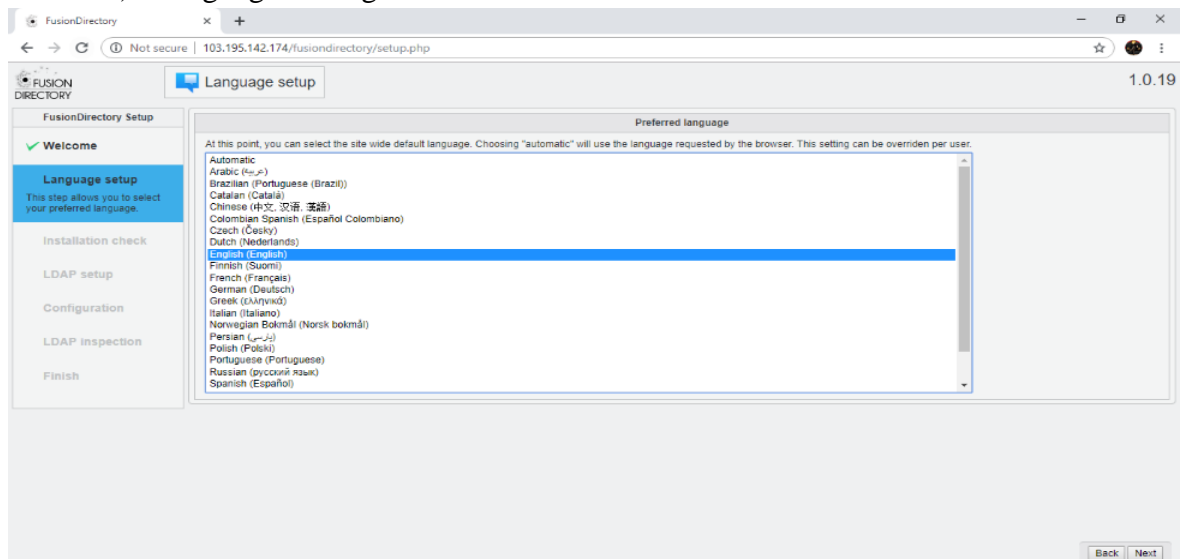 FusionDirectory
Not secure | 103.195.142.174/fusiondirectory/setup.php
FUSION
DIRECTORY
Language setup
1.0.19
FusionDirectory Setup
Welcome
Language setup
This step allows you to select
your preferred language.
Installation check
LDAP setup
Configuration
LDAP inspection
Finish
Preferred language
At this point, you can select the site wide default language. Choosing "automatic" will use the language requested by the browser. This setting can be overriden per user.
Automatic
Arabic (عربية)
Brazilian (Portuguese (Brazil))
Catalan (Català)
Chinese (中文, 汉语, 漢語)
Colombian Spanish (Español Colombiano)
Czech (Česky)
Dutch (Nederlands)
English (English)
Finnish (Suomi)
French (Français)
German (Deutsch)
Greek (ελληνικά)
Italian (Italiano)
Norwegian Bokmål (Norsk bokmål)
Persian (پارسی)
Polish (Polski)
Portuguese (Portuguese)
Russian (русский язык)
Spanish (Español)
Back Next